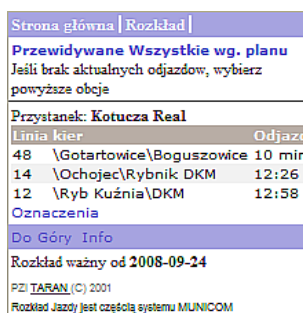 Strona główna | Rozkład |
Przewidywane Wszystkie wg. planu
Jeśli brak aktualnych odjazdow, wybierz
powyższe obcje
Przystanek: Kotucza Real
Linia kier Odjazd
48 \Gotartowice\Boguszowice 10 min
14 \Ochojec\Rybnik DKM 12:26
12 \Ryb Kuźnia\DKM 12:58
Oznaczenia
Do Góry Info
Rozkład ważny od 2008-09-24
PZI TARAN (C) 2001
Rozkład Jazdy jest częścią systemu MUNICOM